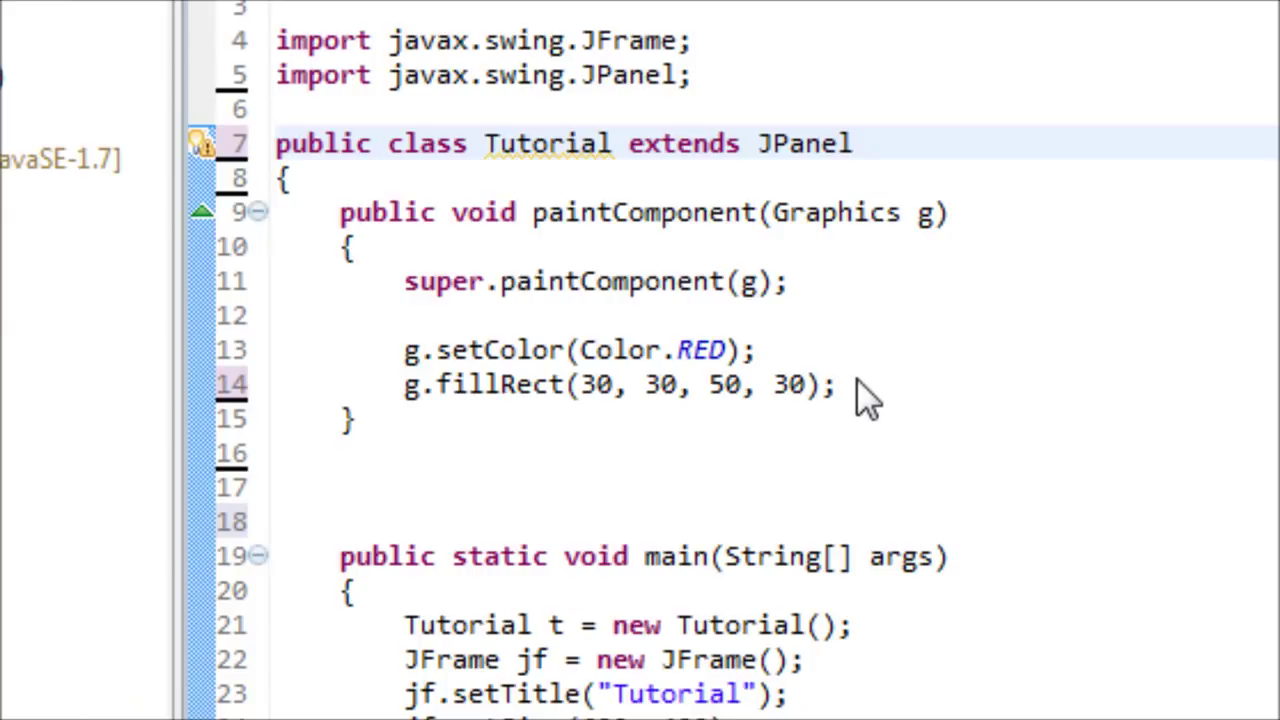 3
4 import javax.swing.JFrame;
5 import javax.swing.JPanel;
6
7 public class Tutorial extends JPanel
avaSE-1.7]
8 {
9 public void paintComponent(Graphics g)
10 {
11 super.paintComponent(g);
12
13 g.setColor(Color.RED);
14 g.fillRect(30, 30, 50, 30);
15 }
16
17
18
19 public static void main(String[] args)
20 {
21 Tutorial t = new Tutorial();
22 JFrame jf = new JFrame();
23 jf.setTitle("Tutorial");